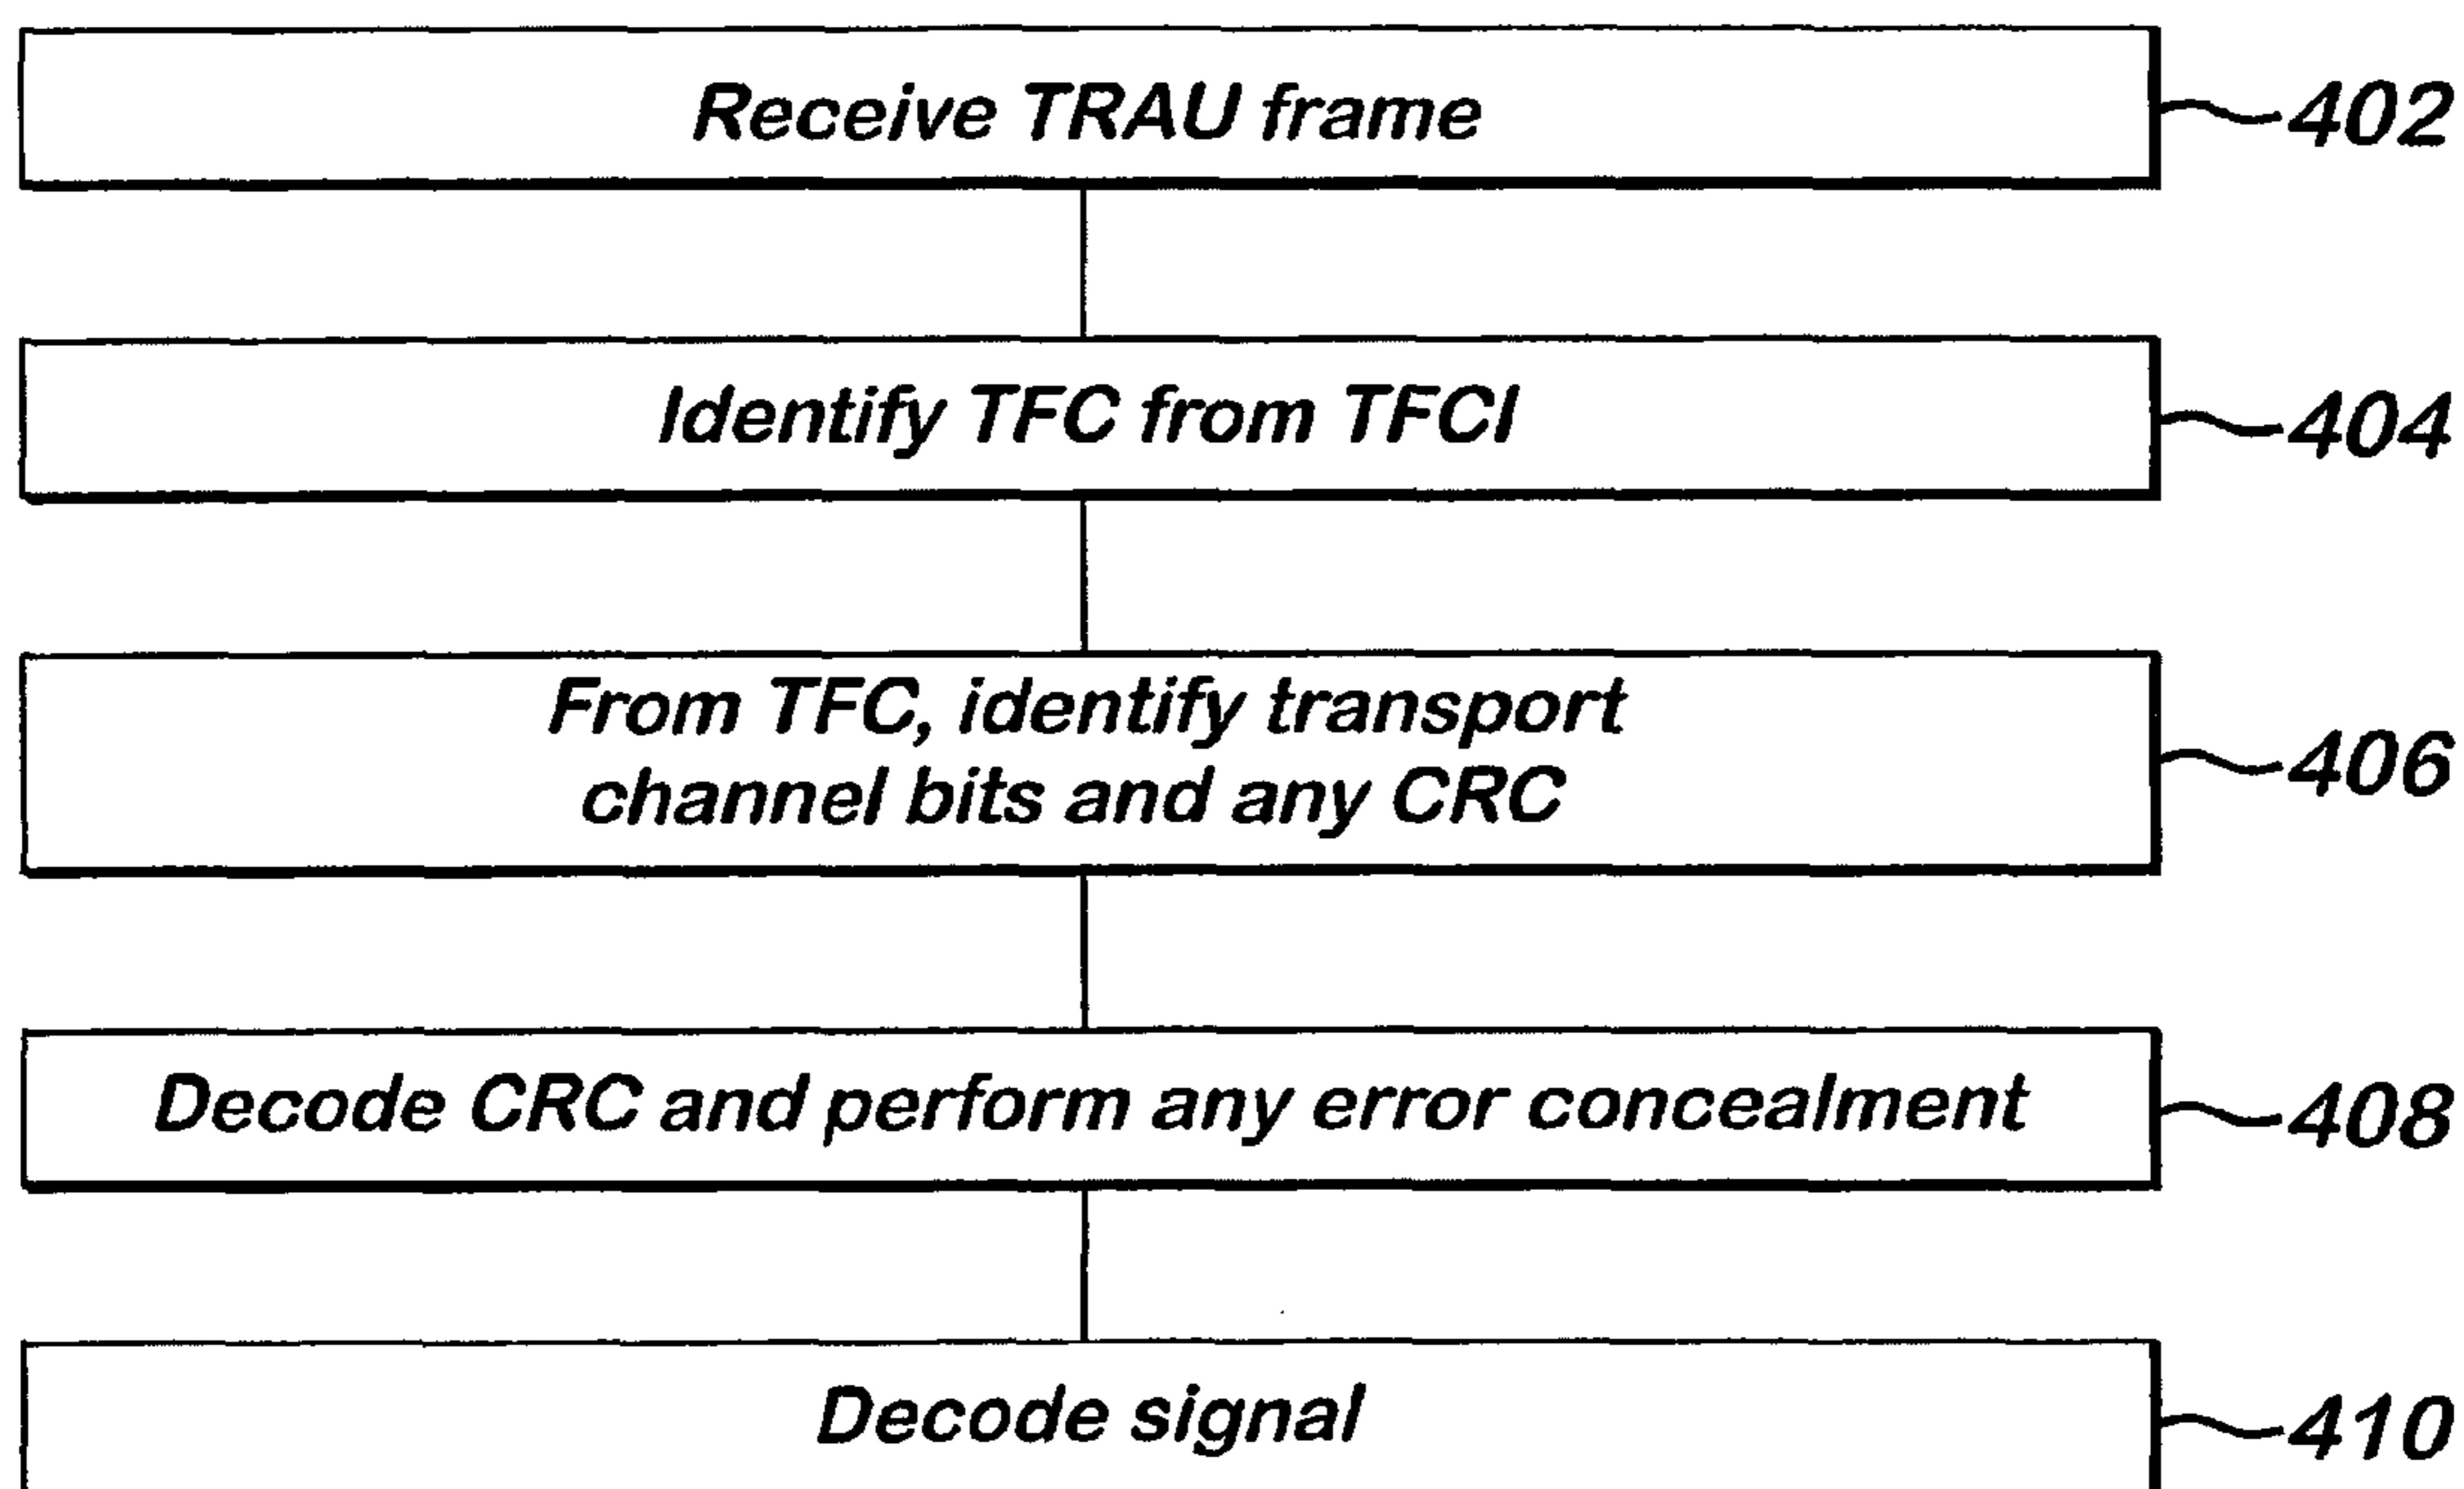 Receive TRAU frame
402
Identify TFC from TFCI
404
From TFC, identify transport
channel bits and any CRC
406
Decode CRC and perform any error concealment
408
Decode signal
410